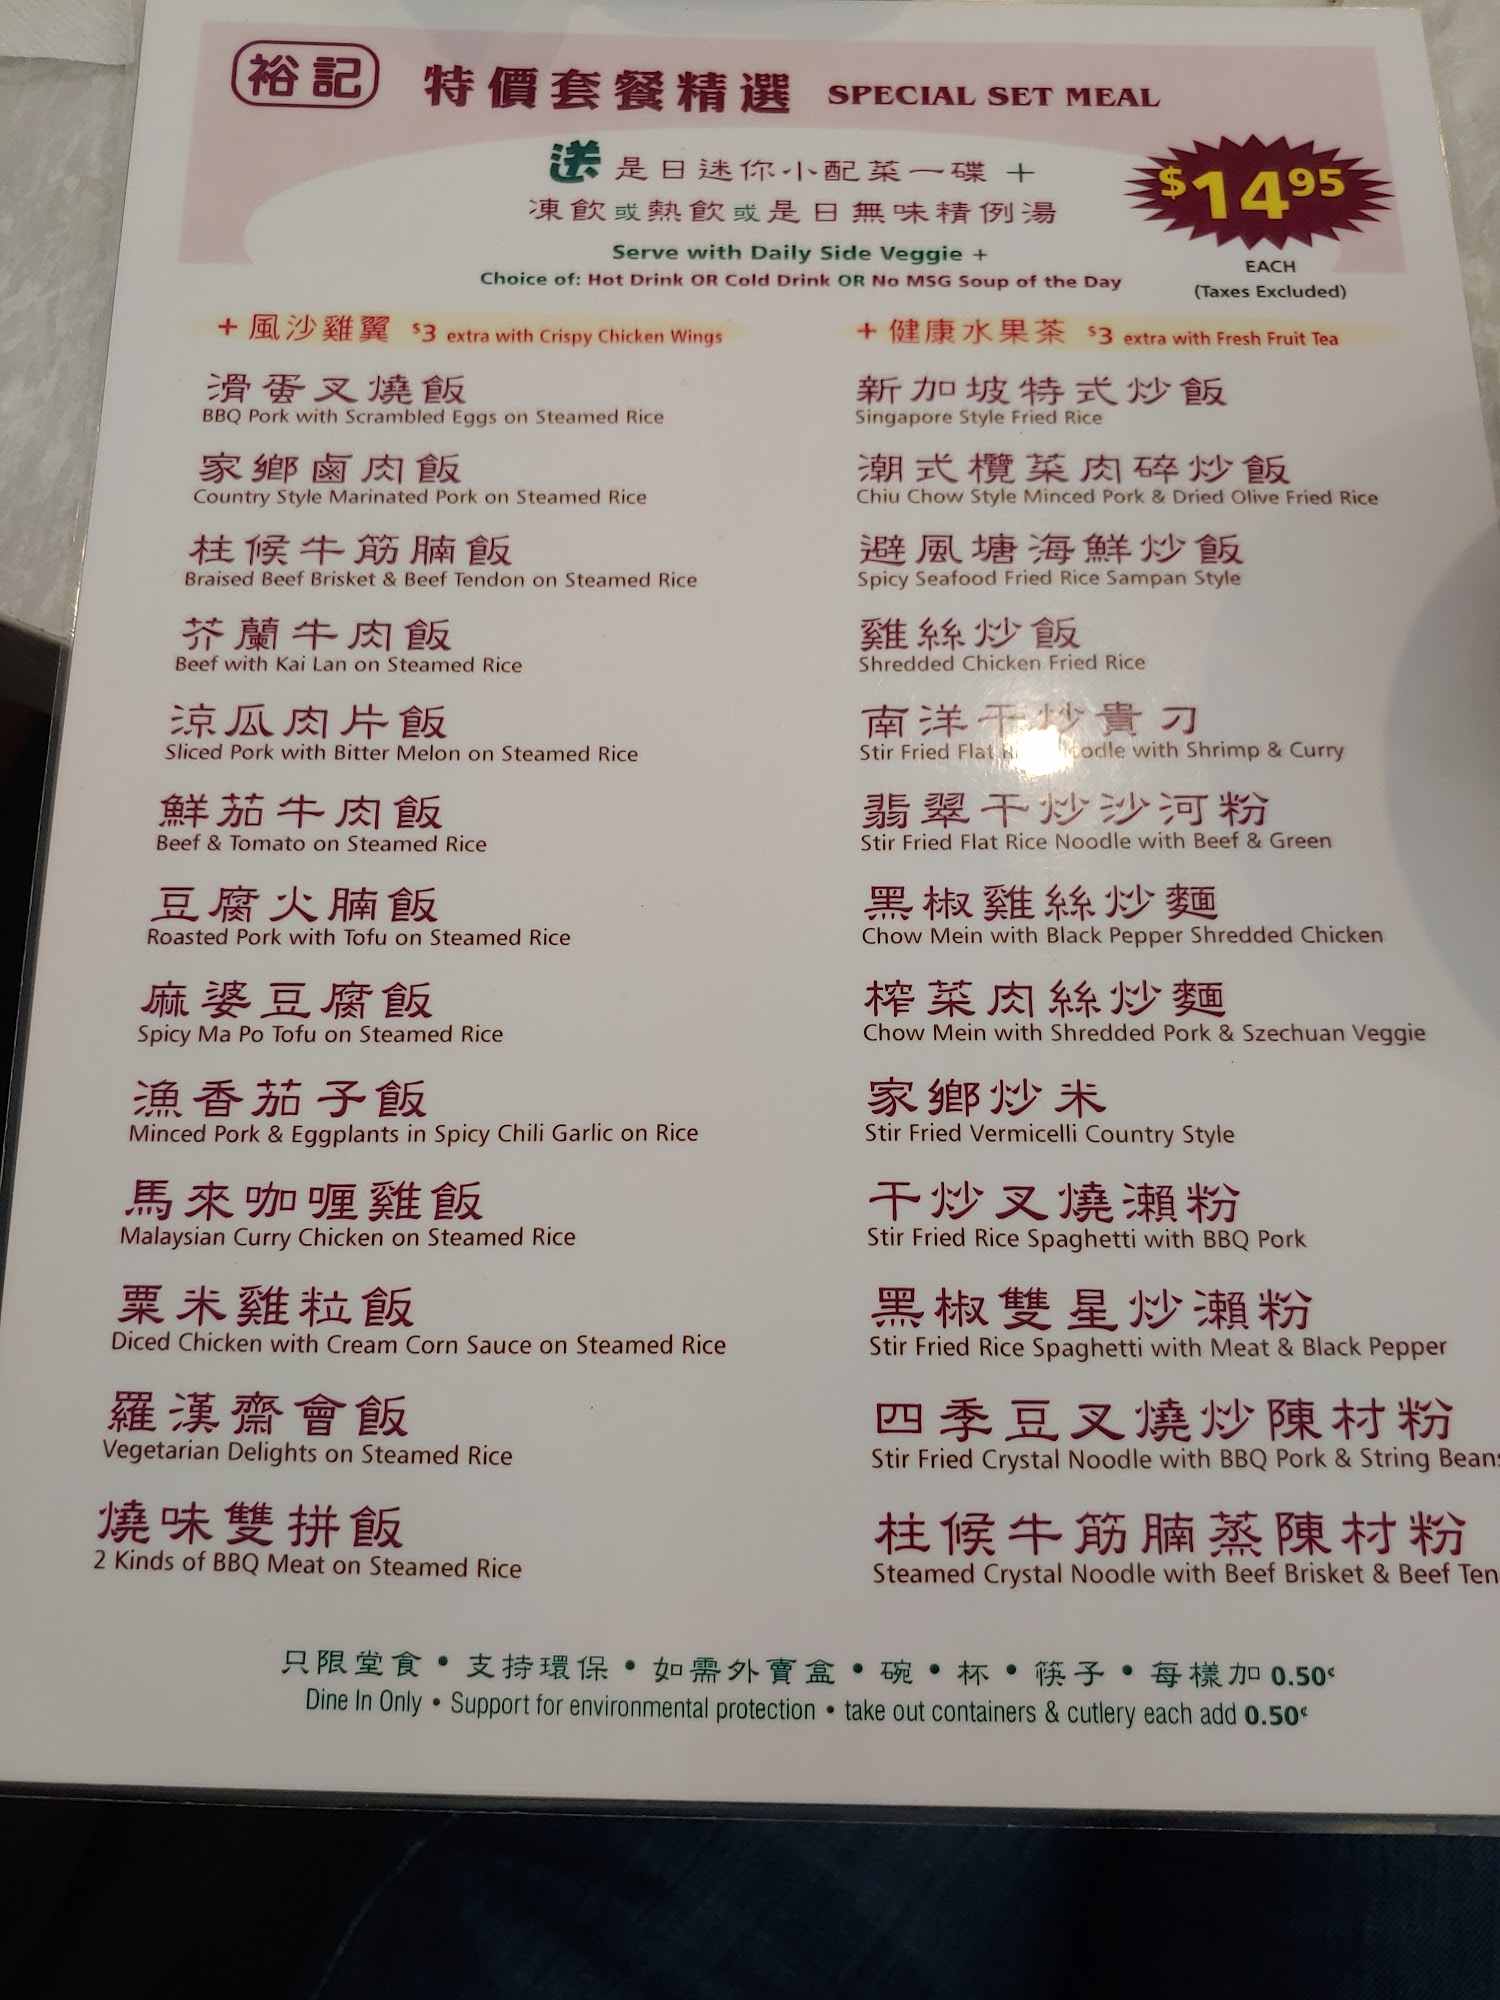 裕記 特價套餐精選 SPECIAL SET MEAL
送 是日迷你小配菜一碟 +
凍飲或熱飲或是日無味精例湯
Serve with Daily Side Veggie +
Choice of: Hot Drink OR Cold Drink OR No MSG Soup of the Day
$14.95
EACH
(Taxes Excluded)
+ 風沙雞翼 $3 extra with Crispy Chicken Wings
滑蛋叉燒飯
BBQ Pork with Scrambled Eggs on Steamed Rice
家鄉鹵肉飯
Country Style Marinated Pork on Steamed Rice
柱候牛筋腩飯
Braised Beef Brisket & Beef Tendon on Steamed Rice
芥蘭牛肉飯
Beef with Kai Lan on Steamed Rice
涼瓜肉片飯
Sliced Pork with Bitter Melon on Steamed Rice
鮮茄牛肉飯
Beef & Tomato on Steamed Rice
豆腐火腩飯
Roasted Pork with Tofu on Steamed Rice
麻婆豆腐飯
Spicy Ma Po Tofu on Steamed Rice
漁香茄子飯
Minced Pork & Eggplants in Spicy Chili Garlic on Rice
馬來咖喱雞飯
Malaysian Curry Chicken on Steamed Rice
粟米雞粒飯
Diced Chicken with Cream Corn Sauce on Steamed Rice
羅漢齋會飯
Vegetarian Delights on Steamed Rice
燒味雙拼飯
2 Kinds of BBQ Meat on Steamed Rice
+ 健康水果茶 $3 extra with Fresh Fruit Tea
新加坡特式炒飯
Singapore Style Fried Rice
潮式欖菜肉碎炒飯
Chiu Chow Style Minced Pork & Dried Olive Fried Rice
避風塘海鮮炒飯
Spicy Seafood Fried Rice Sampan Style
雞絲炒飯
Shredded Chicken Fried Rice
南洋干炒貴刁
Stir Fried Flat Noodle with Shrimp & Curry
翡翠干炒沙河粉
Stir Fried Flat Rice Noodle with Beef & Green
黑椒雞絲炒麵
Chow Mein with Black Pepper Shredded Chicken
榨菜肉絲炒麵
Chow Mein with Shredded Pork & Szechuan Veggie
家鄉炒米
Stir Fried Vermicelli Country Style
干炒叉燒瀨粉
Stir Fried Rice Spaghetti with BBQ Pork
黑椒雙星炒瀨粉
Stir Fried Rice Spaghetti with Meat & Black Pepper
四季豆叉燒炒陳村粉
Stir Fried Crystal Noodle with BBQ Pork & String Beans
柱候牛筋腩蒸陳村粉
Steamed Crystal Noodle with Beef Brisket & Beef Ten
只限堂食 • 支持環保 • 如需外賣盒 • 碗 • 杯 • 筷子 • 每樣加 0.50¢
Dine In Only • Support for environmental protection • take out containers & cutlery each add 0.50¢